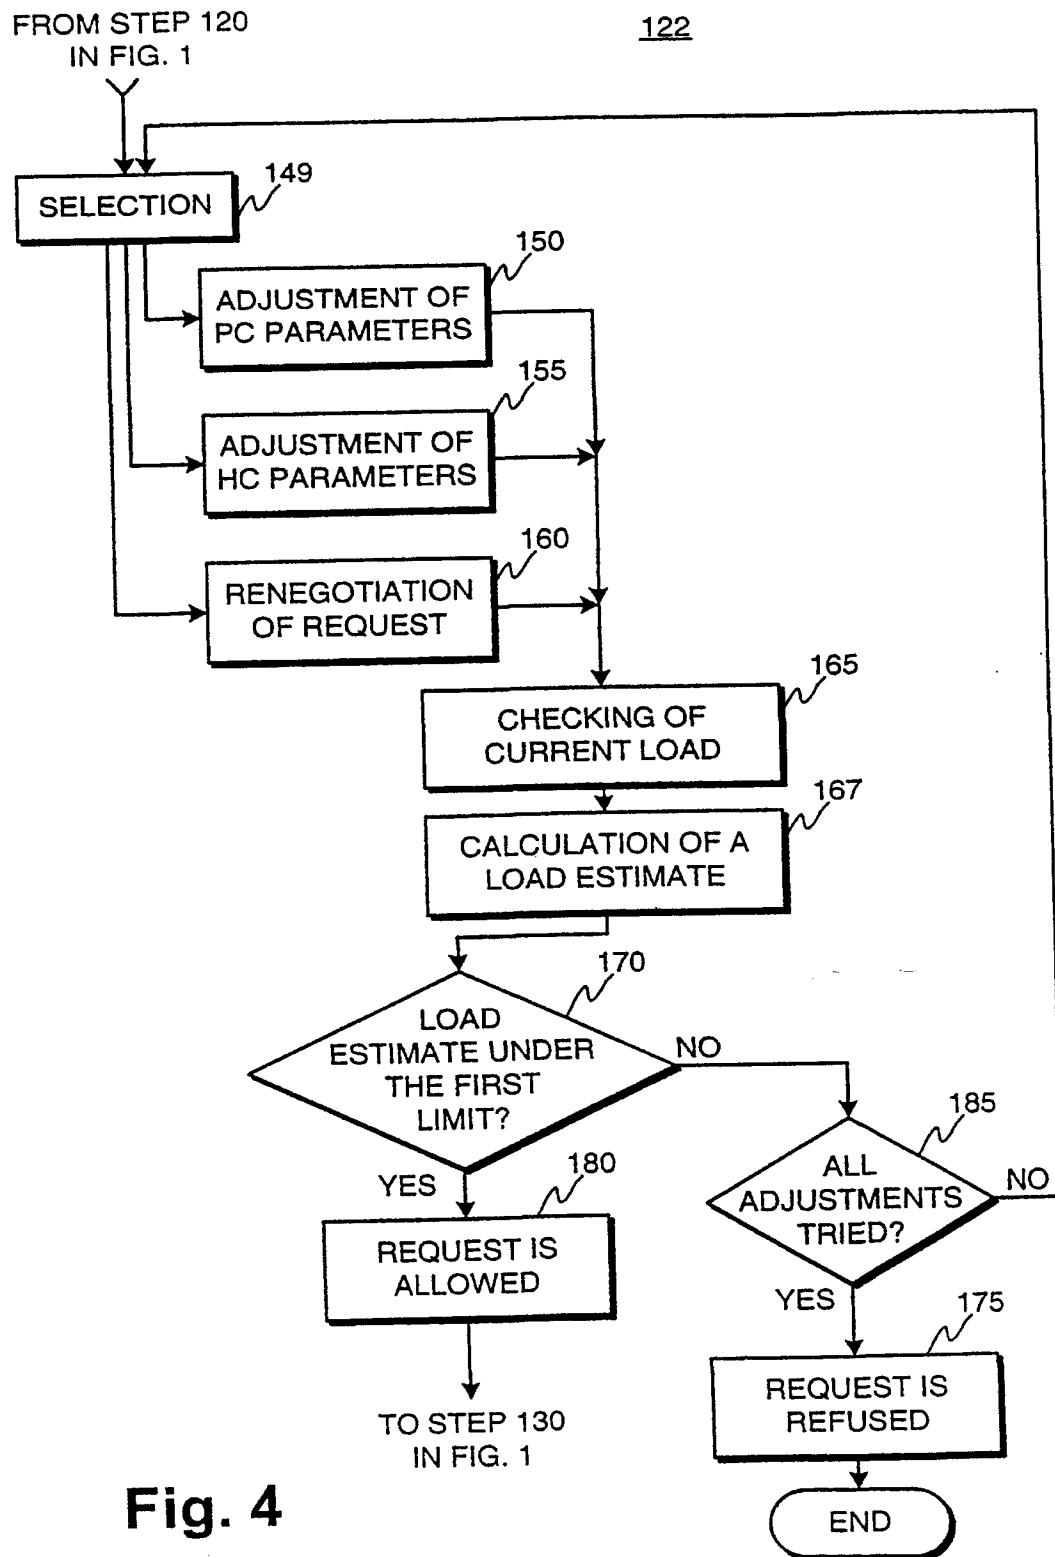 FROM STEP 120
IN FIG. 1
122
SELECTION
149
150
ADJUSTMENT OF
PC PARAMETERS
155
ADJUSTMENT OF
HC PARAMETERS
160
RENEGOTIATION
OF REQUEST
165
CHECKING OF
CURRENT LOAD
167
CALCULATION OF A
LOAD ESTIMATE
170
LOAD
ESTIMATE UNDER
THE FIRST
LIMIT?
NO
YES
185
ALL
ADJUSTMENTS
TRIED?
NO
YES
180
REQUEST IS
ALLOWED
TO STEP 130
IN FIG. 1
175
REQUEST IS
REFUSED
END
Fig. 4